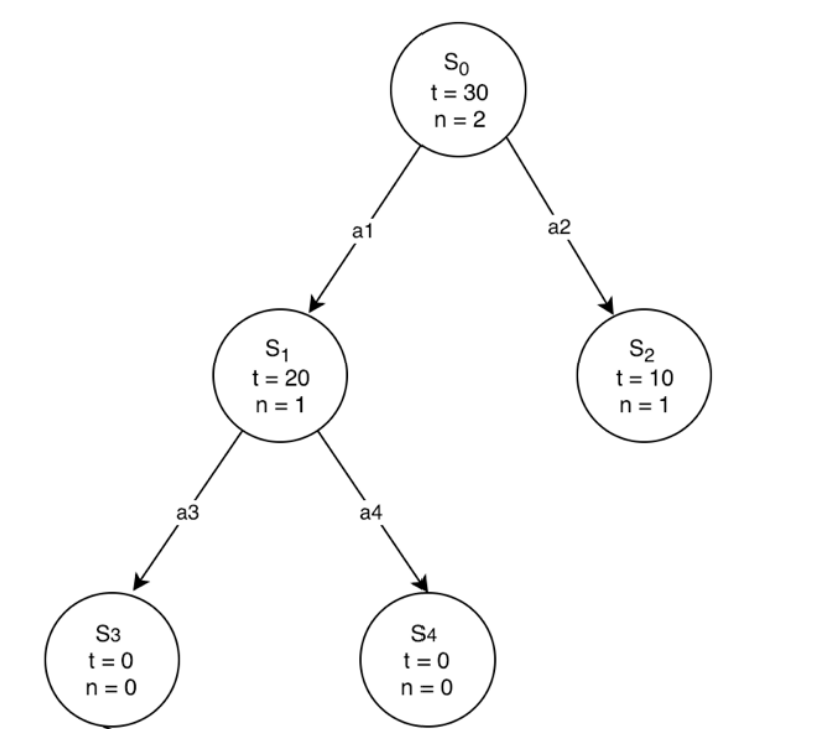 S0
t = 30
n = 2
a1
a2
S1
t = 20
n = 1
S2
t = 10
n = 1
a3
a4
S3
t = 0
n = 0
S4
t = 0
n = 0